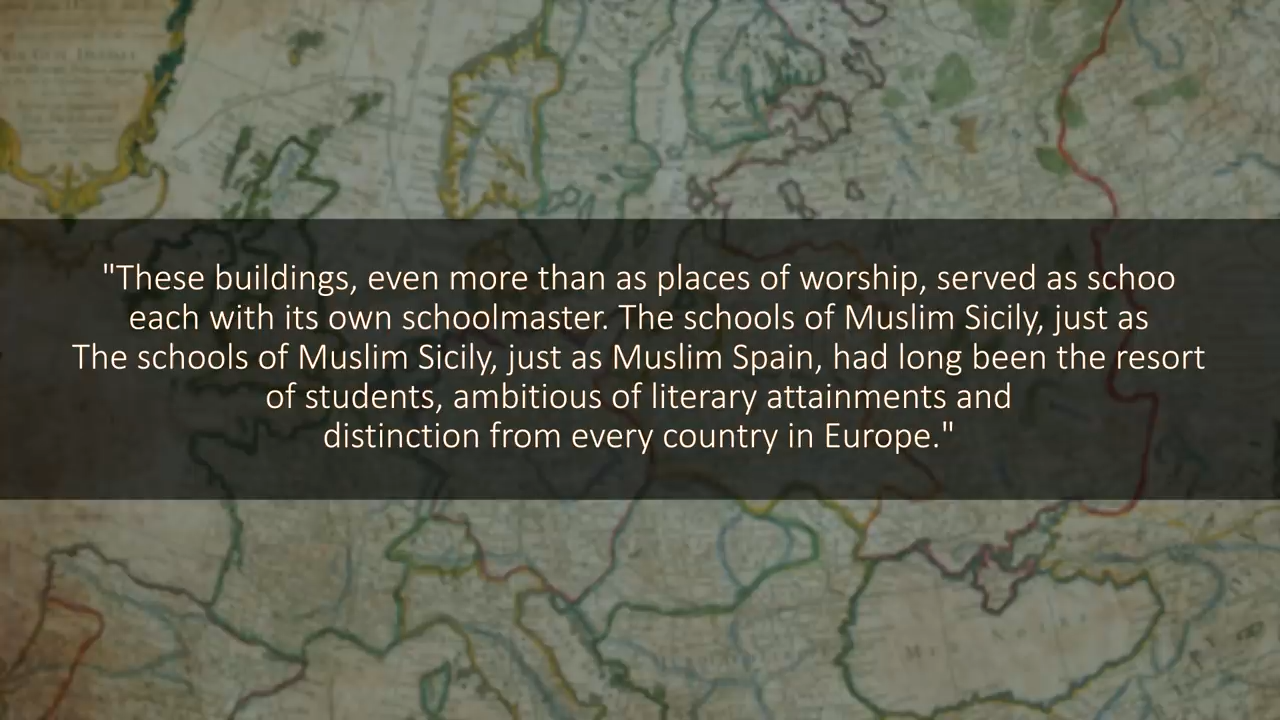 "These buildings, even more than as places of worship, served as schoo
each with its own schoolmaster. The schools of Muslim Sicily, just as
The schools of Muslim Sicily, just as Muslim Spain, had long been the resort
of students, ambitious of literary attainments and
distinction from every country in Europe."